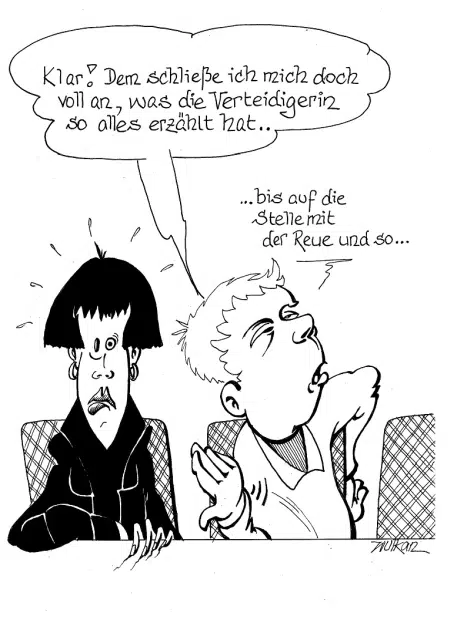 Klar! Dem schließe ich mich doch
voll an, was die Verteidigerin
so alles erzählt hat..
...bis auf die
Stelle mit
der Reue und so...